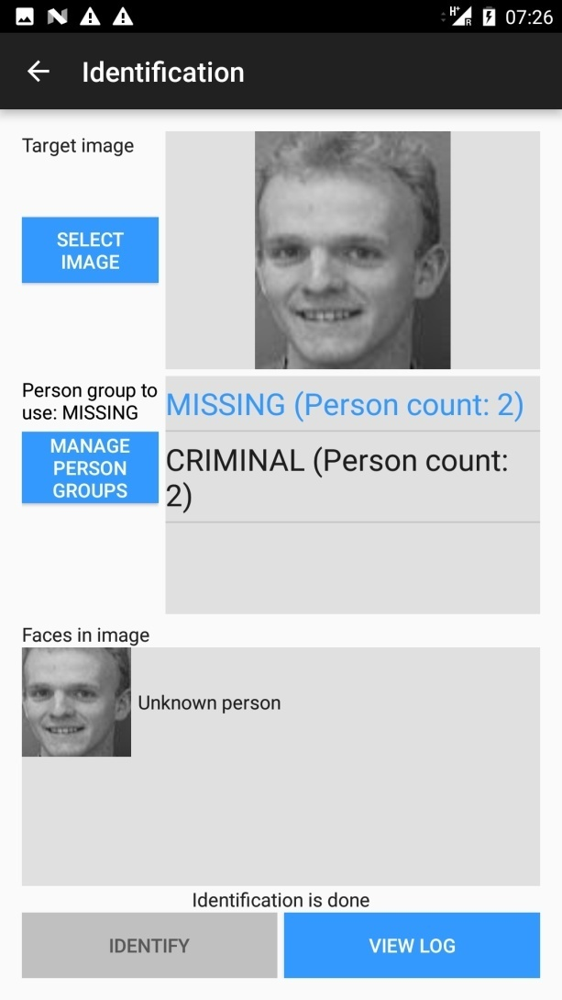 07:26
Identification
Target image
SELECT
IMAGE
Person group to
use: MISSING
MISSING (Person count: 2)
MANAGE
PERSON
GROUPS
CRIMINAL (Person count:
2)
Faces in image
Unknown person
Identification is done
IDENTIFY
VIEW LOG